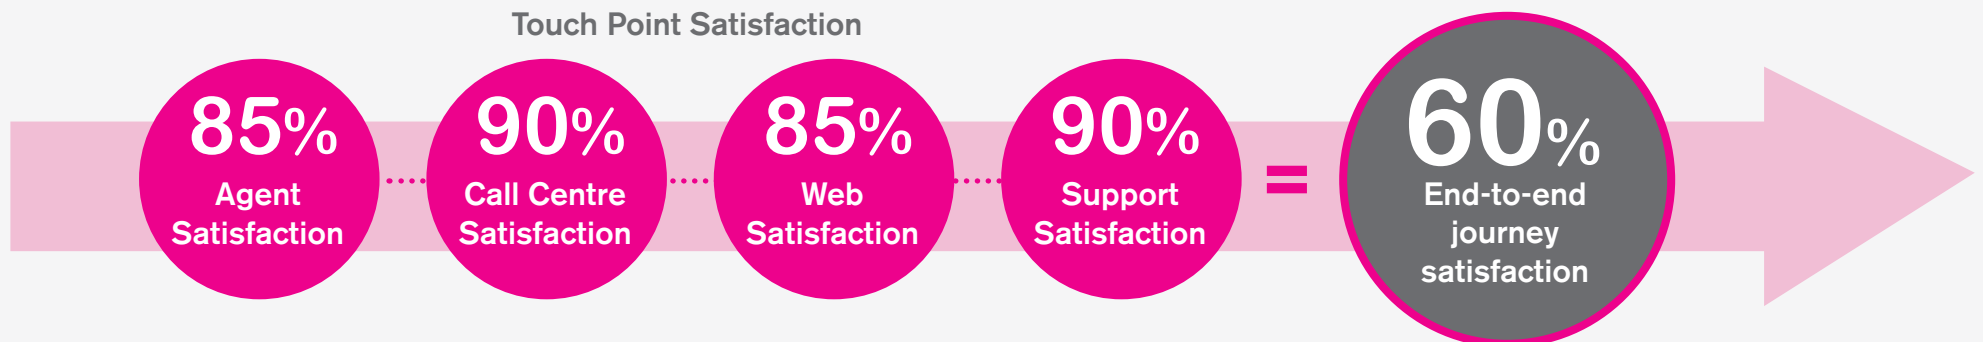 Touch Point Satisfaction
85%
Agent
Satisfaction
90%
Call Centre
Satisfaction
85%
Web
Satisfaction
90%
Support
Satisfaction
=
60%
End-to-end
journey
satisfaction